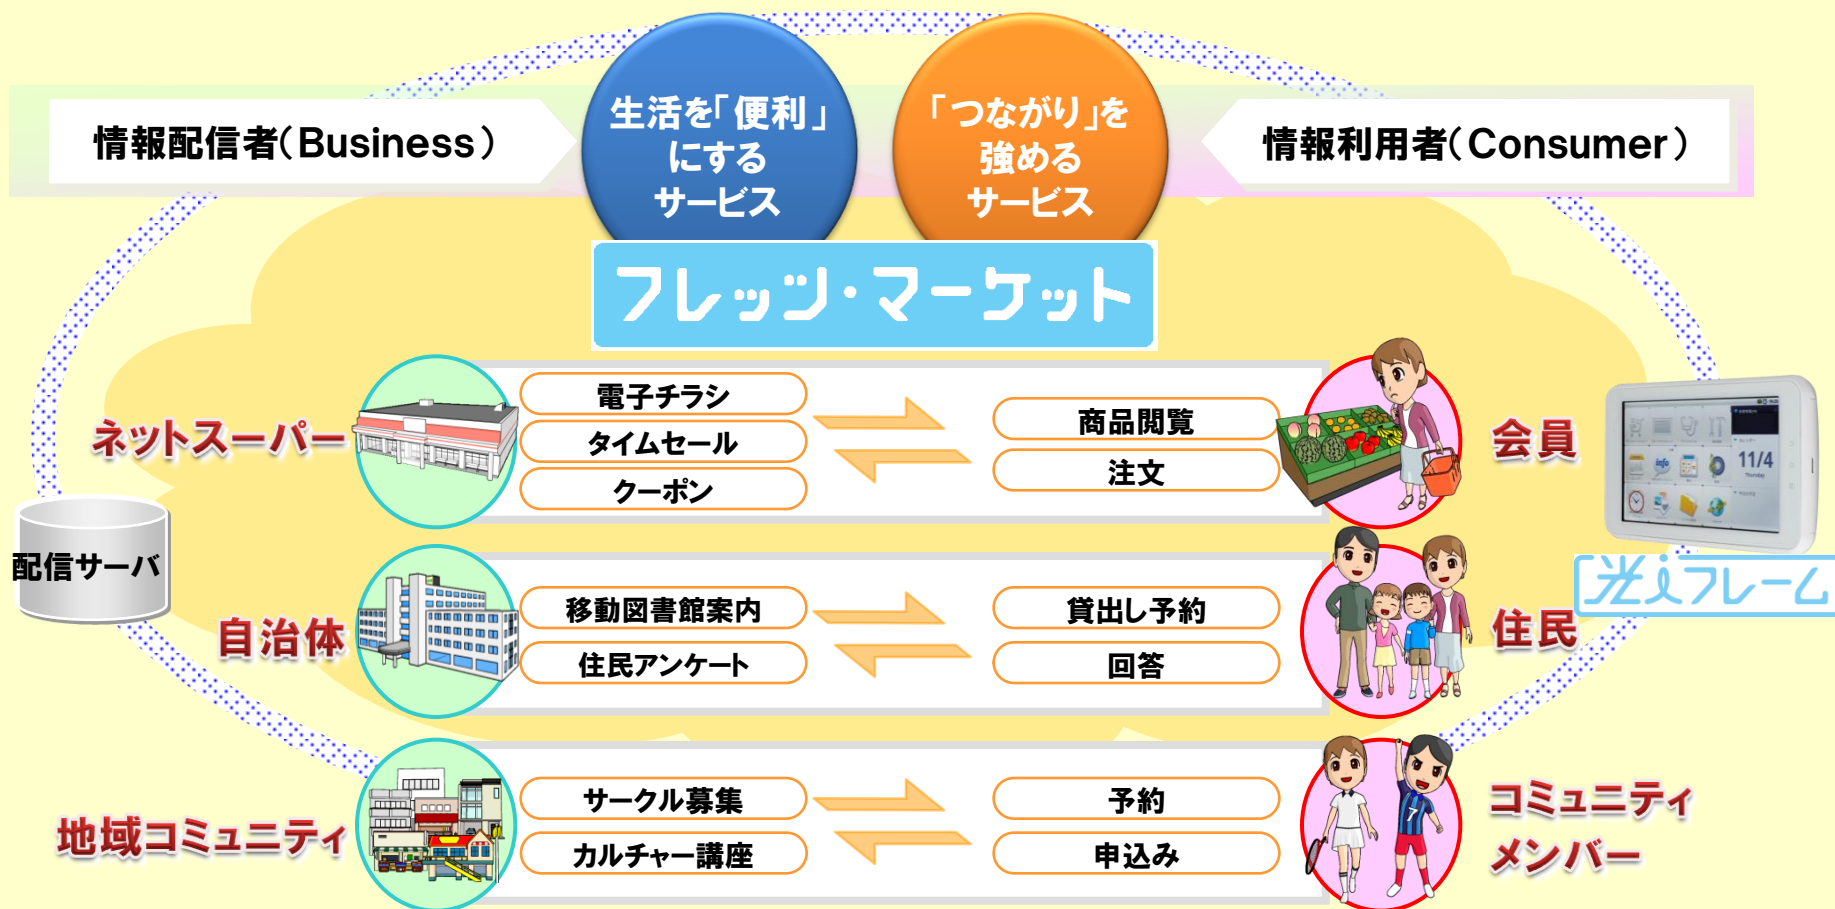 生活を「便利」
にする
サービス
「つながり」を
強める
サービス
情報配信者(Business)
情報利用者(Consumer)
フレッツ・マーケット
ネットスーパー
電子チラシ
タイムセール
クーポン
商品閲覧
注文
会員
11/4
Thursday
info
光iフレーム
配信サーバ
自治体
移動図書館案内
住民アンケート
貸出し予約
回答
住民
地域コミュニティ
サークル募集
カルチャー講座
予約
申込み
7
コミュニティ
メンバー